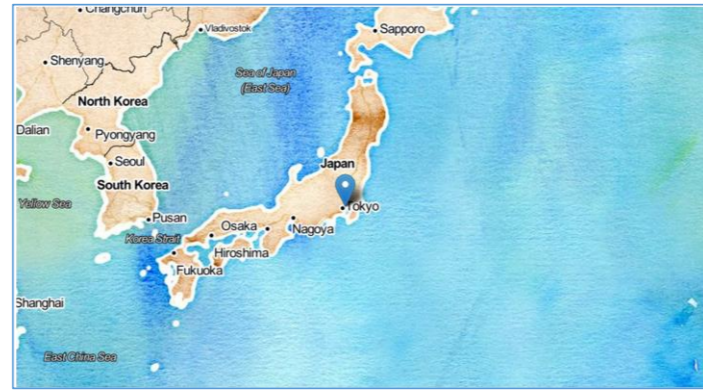 Changchun
Vladivostok
Sapporo
Shenyang
Sea of Japan
(East Sea)
North Korea
Dalian
Pyongyang
Seoul
Japan
South Korea
Yellow Sea
Tokyo
Pusan
Osaka
Nagoya
Korea Strait
Hiroshima
Fukuoka
Shanghai
East China Sea